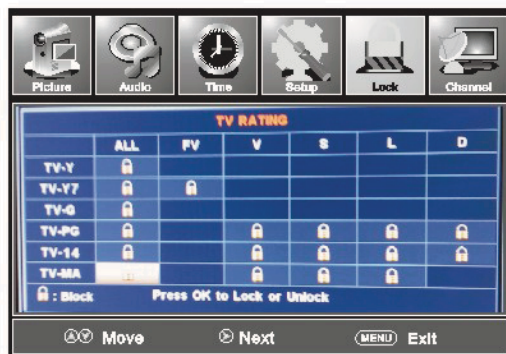 Picture Audio Time Setup Lock Channel
TV RATING
ALL FV V S L D
TV-Y
TV-Y7
TV-G
TV-PG
TV-14
TV-MA
: Block Press OK to Lock or Unlock
Move Next MENU Exit